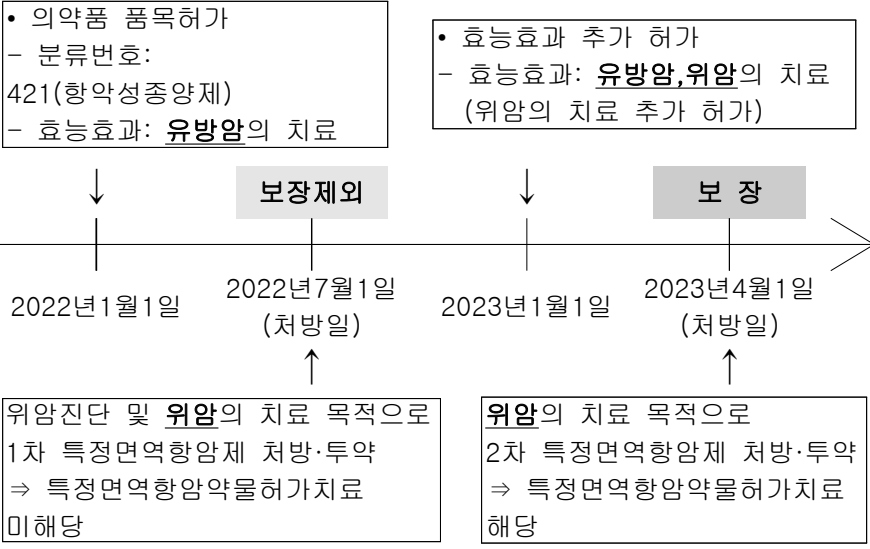 • 의약품 품목허가
- 분류번호:
421(항악성종양제)
- 효능효과: 유방암의 치료
• 효능효과 추가 허가
- 효능효과: 유방암,위암의 치료
(위암의 치료 추가 허가)
보장제외
보 장
2022년1월1일
2022년7월1일
(처방일)
2023년1월1일
2023년4월1일
(처방일)
위암진단 및 위암의 치료 목적으로
1차 특정면역항암제 처방·투약
⇒ 특정면역항암약물허가치료
미해당
위암의 치료 목적으로
2차 특정면역항암제 처방·투약
⇒ 특정면역항암약물허가치료
해당